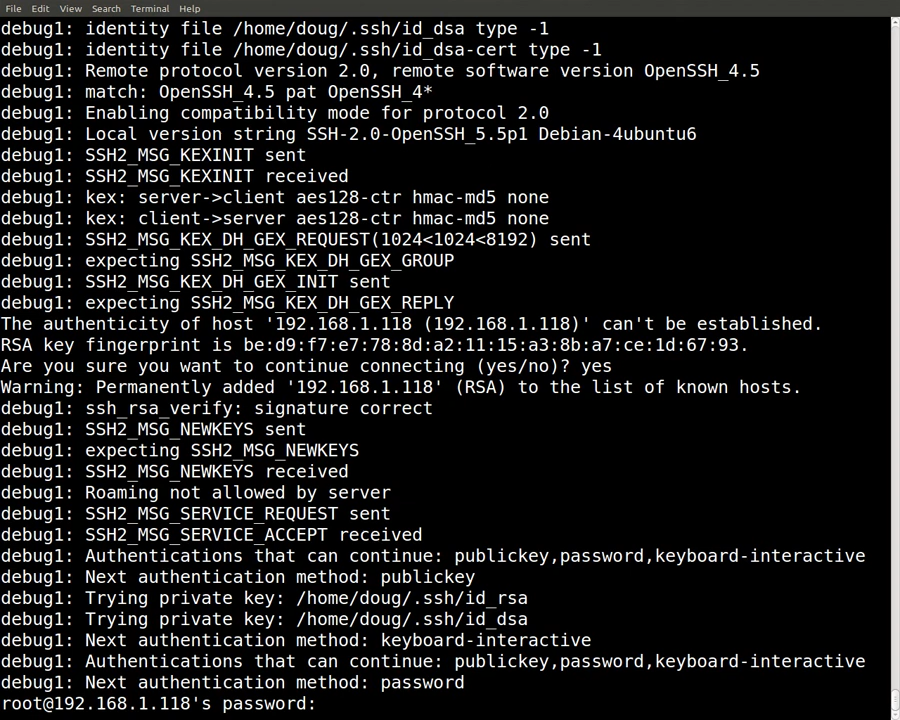 File Edit View Search Terminal Help
debug1: identity file /home/doug/.ssh/id_dsa type -1
debug1: identity file /home/doug/.ssh/id_dsa-cert type -1
debug1: Remote protocol version 2.0, remote software version OpenSSH_4.5
debug1: match: OpenSSH_4.5 pat OpenSSH_4*
debug1: Enabling compatibility mode for protocol 2.0
debug1: Local version string SSH-2.0-OpenSSH_5.5p1 Debian-4ubuntu6
debug1: SSH2_MSG_KEXINIT sent
debug1: SSH2_MSG_KEXINIT received
debug1: kex: server->client aes128-ctr hmac-md5 none
debug1: kex: client->server aes128-ctr hmac-md5 none
debug1: SSH2_MSG_KEX_DH_GEX_REQUEST(1024<1024<8192) sent
debug1: expecting SSH2_MSG_KEX_DH_GEX_GROUP
debug1: SSH2_MSG_KEX_DH_GEX_INIT sent
debug1: expecting SSH2_MSG_KEX_DH_GEX_REPLY
The authenticity of host '192.168.1.118 (192.168.1.118)' can't be established.
RSA key fingerprint is be:d9:f7:e7:78:8d:a2:11:15:a3:8b:a7:ce:1d:67:93.
Are you sure you want to continue connecting (yes/no)? yes
Warning: Permanently added '192.168.1.118' (RSA) to the list of known hosts.
debug1: ssh_rsa_verify: signature correct
debug1: SSH2_MSG_NEWKEYS sent
debug1: expecting SSH2_MSG_NEWKEYS
debug1: SSH2_MSG_NEWKEYS received
debug1: Roaming not allowed by server
debug1: SSH2_MSG_SERVICE_REQUEST sent
debug1: SSH2_MSG_SERVICE_ACCEPT received
debug1: Authentications that can continue: publickey,password,keyboard-interactive
debug1: Next authentication method: publickey
debug1: Trying private key: /home/doug/.ssh/id_rsa
debug1: Trying private key: /home/doug/.ssh/id_dsa
debug1: Next authentication method: keyboard-interactive
debug1: Authentications that can continue: publickey,password,keyboard-interactive
debug1: Next authentication method: password
root@192.168.1.118's password: